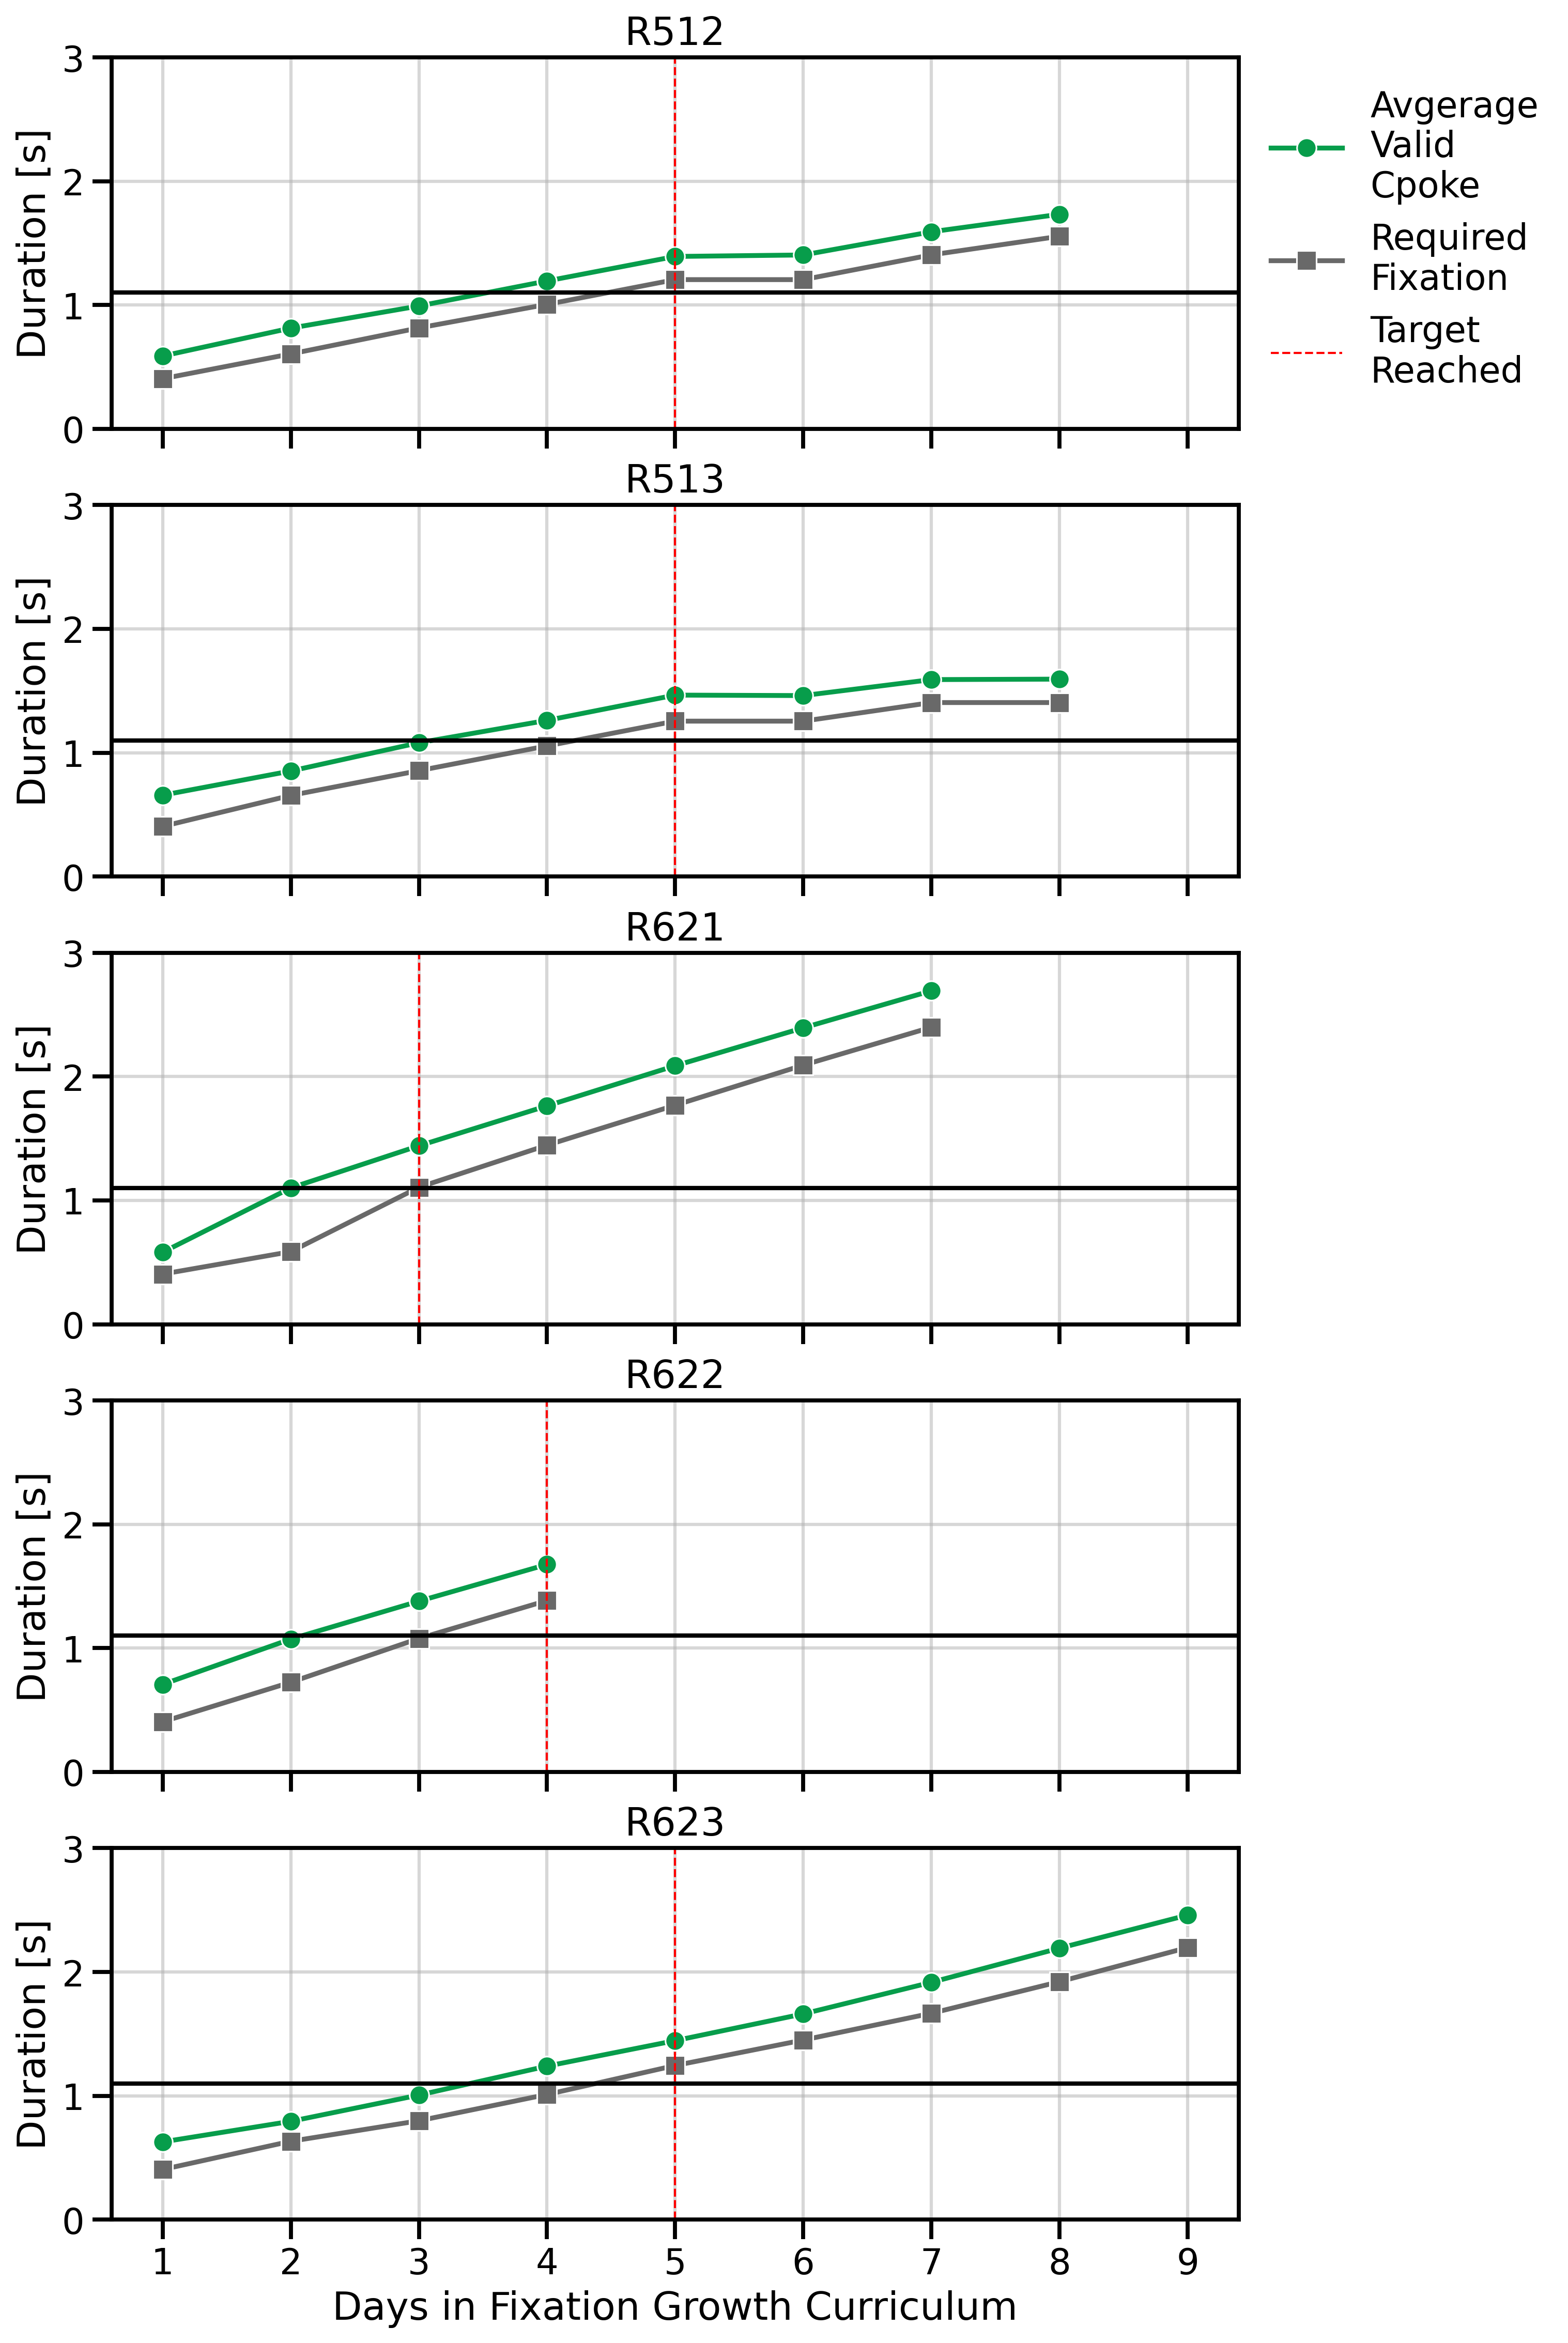 R512
3
2
1
0
Duration [s]
Avgerage
Valid
Cpoke
Required
Fixation
Target
Reached
R513
3
2
1
0
Duration [s]
R621
3
2
1
0
Duration [s]
R622
3
2
1
0
Duration [s]
R623
3
2
1
0
Duration [s]
1 2 3 4 5 6 7 8 9
Days in Fixation Growth Curriculum